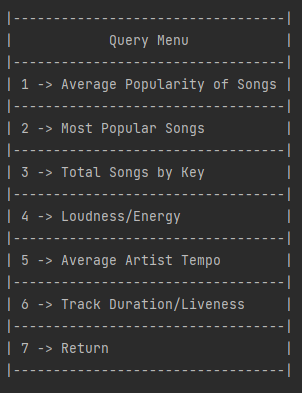 |----------------------------------|
|            Query Menu            |
|----------------------------------|
| 1 -> Average Popularity of Songs |
|----------------------------------|
| 2 -> Most Popular Songs          |
|----------------------------------|
| 3 -> Total Songs by Key          |
|----------------------------------|
| 4 -> Loudness/Energy             |
|----------------------------------|
| 5 -> Average Artist Tempo        |
|----------------------------------|
| 6 -> Track Duration/Liveness     |
|----------------------------------|
| 7 -> Return                      |
|----------------------------------|